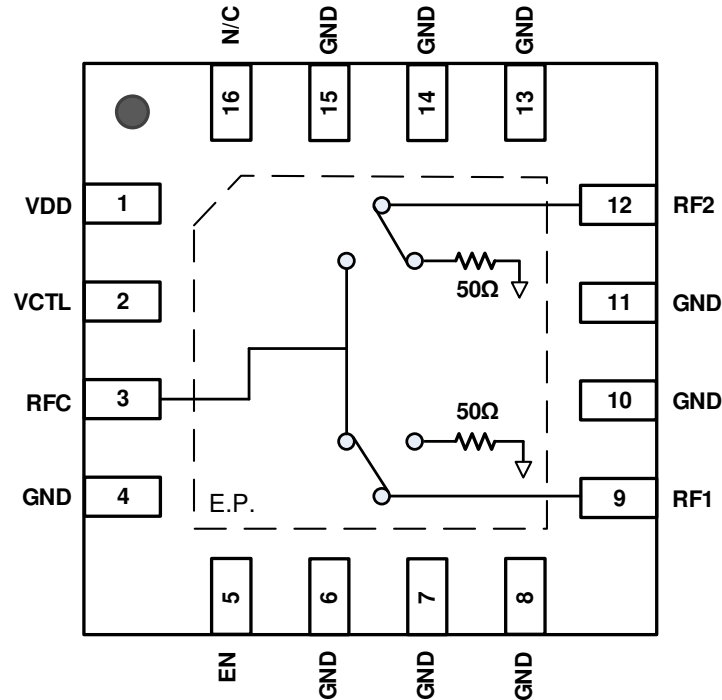 N/C
GND
GND
GND
16
15
14
13
VDD
1
12
RF2
50Ω
VCTL
2
11
GND
RFC
3
10
GND
50Ω
GND
4
E.P.
9
RF1
5
6
7
8
EN
GND
GND
GND